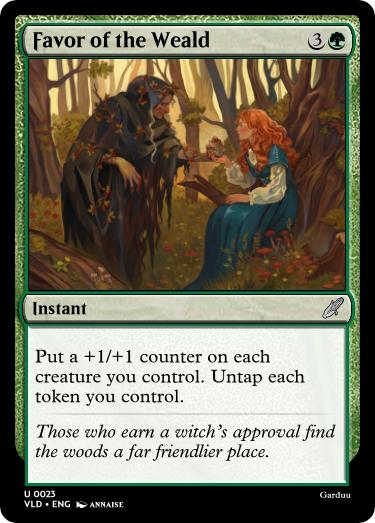 Favor of the Weald 3
Instant
Put a +1/+1 counter on each
creature you control. Untap each
token you control.
Those who earn a witch's approval find
the woods a far friendlier place.
U 0023
VLD • ENG ANNAISE
Garduu